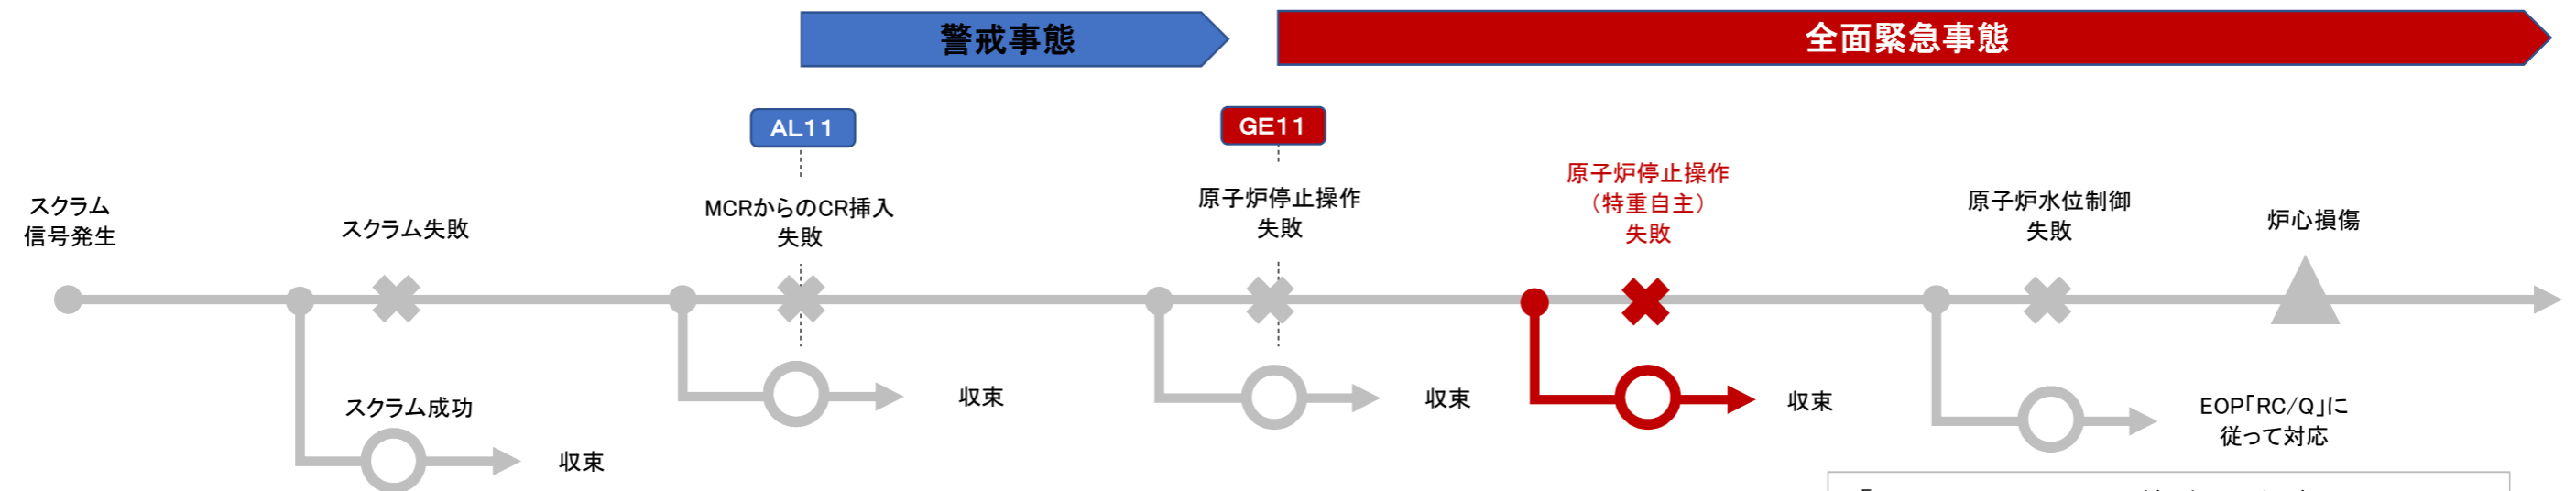 警戒事態
全面緊急事態
AL11
GE11
スクラム
信号発生
スクラム失敗
MCRからのCR挿入
失敗
原子炉停止操作
失敗
原子炉停止操作
（特重自主）
失敗
原子炉水位制御
失敗
炉心損傷
スクラム成功
収束
収束
収束
収束
EOP「RC/Q」に
従って対応